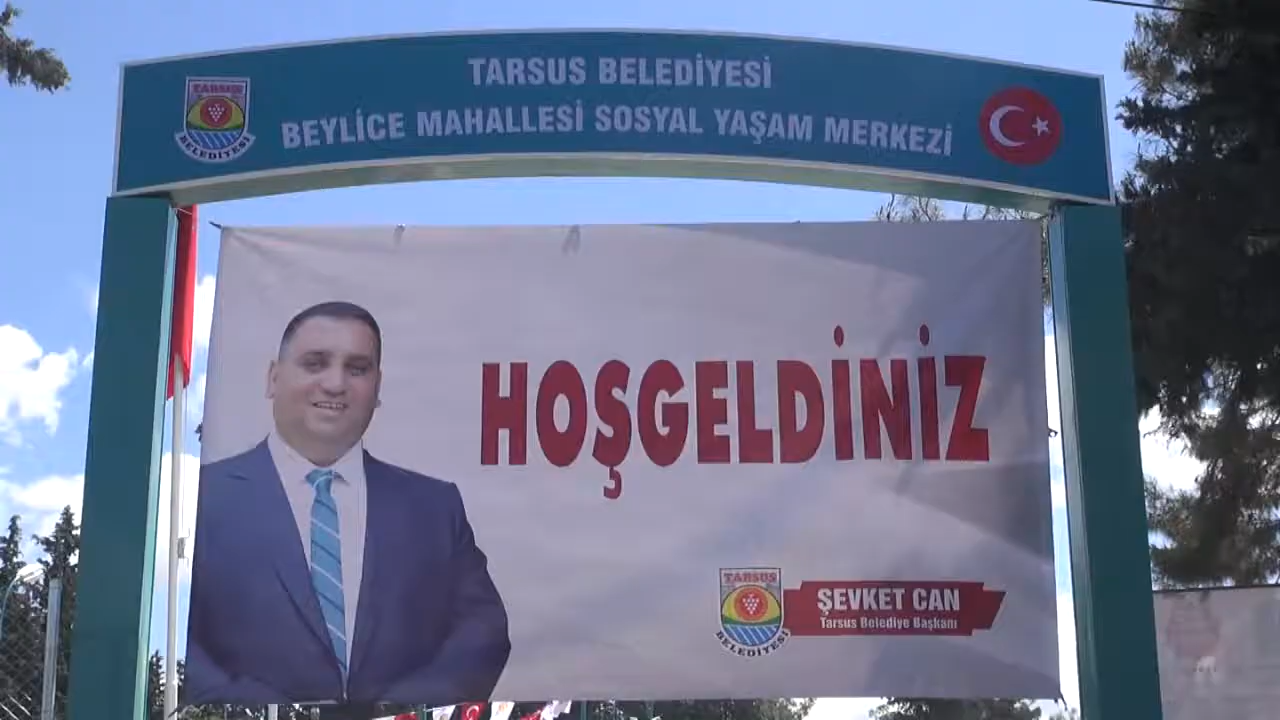 TARSUS BELEDİYESİ
BEYLİCE MAHALLESİ SOSYAL YAŞAM MERKEZİ
TARSUS
BELEDİYESİ
HOŞGELDİNİZ
TARSUS
BELEDİYESİ
ŞEVKET CAN
Tarsus Belediye Başkanı